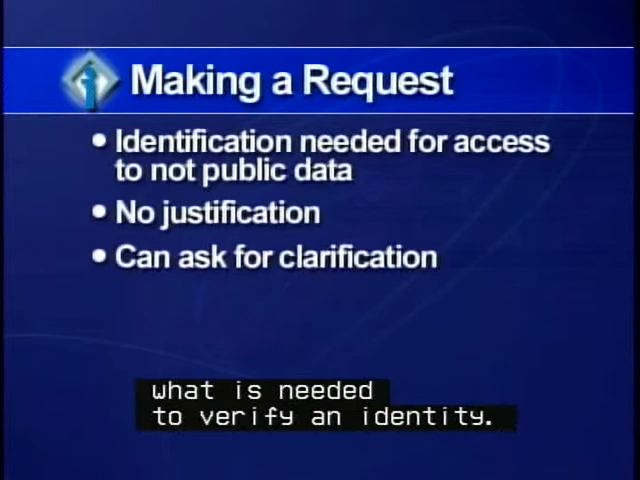 Making a Request
• Identification needed for access
to not public data
• No justification
• Can ask for clarification
what is needed
to verify an identity.